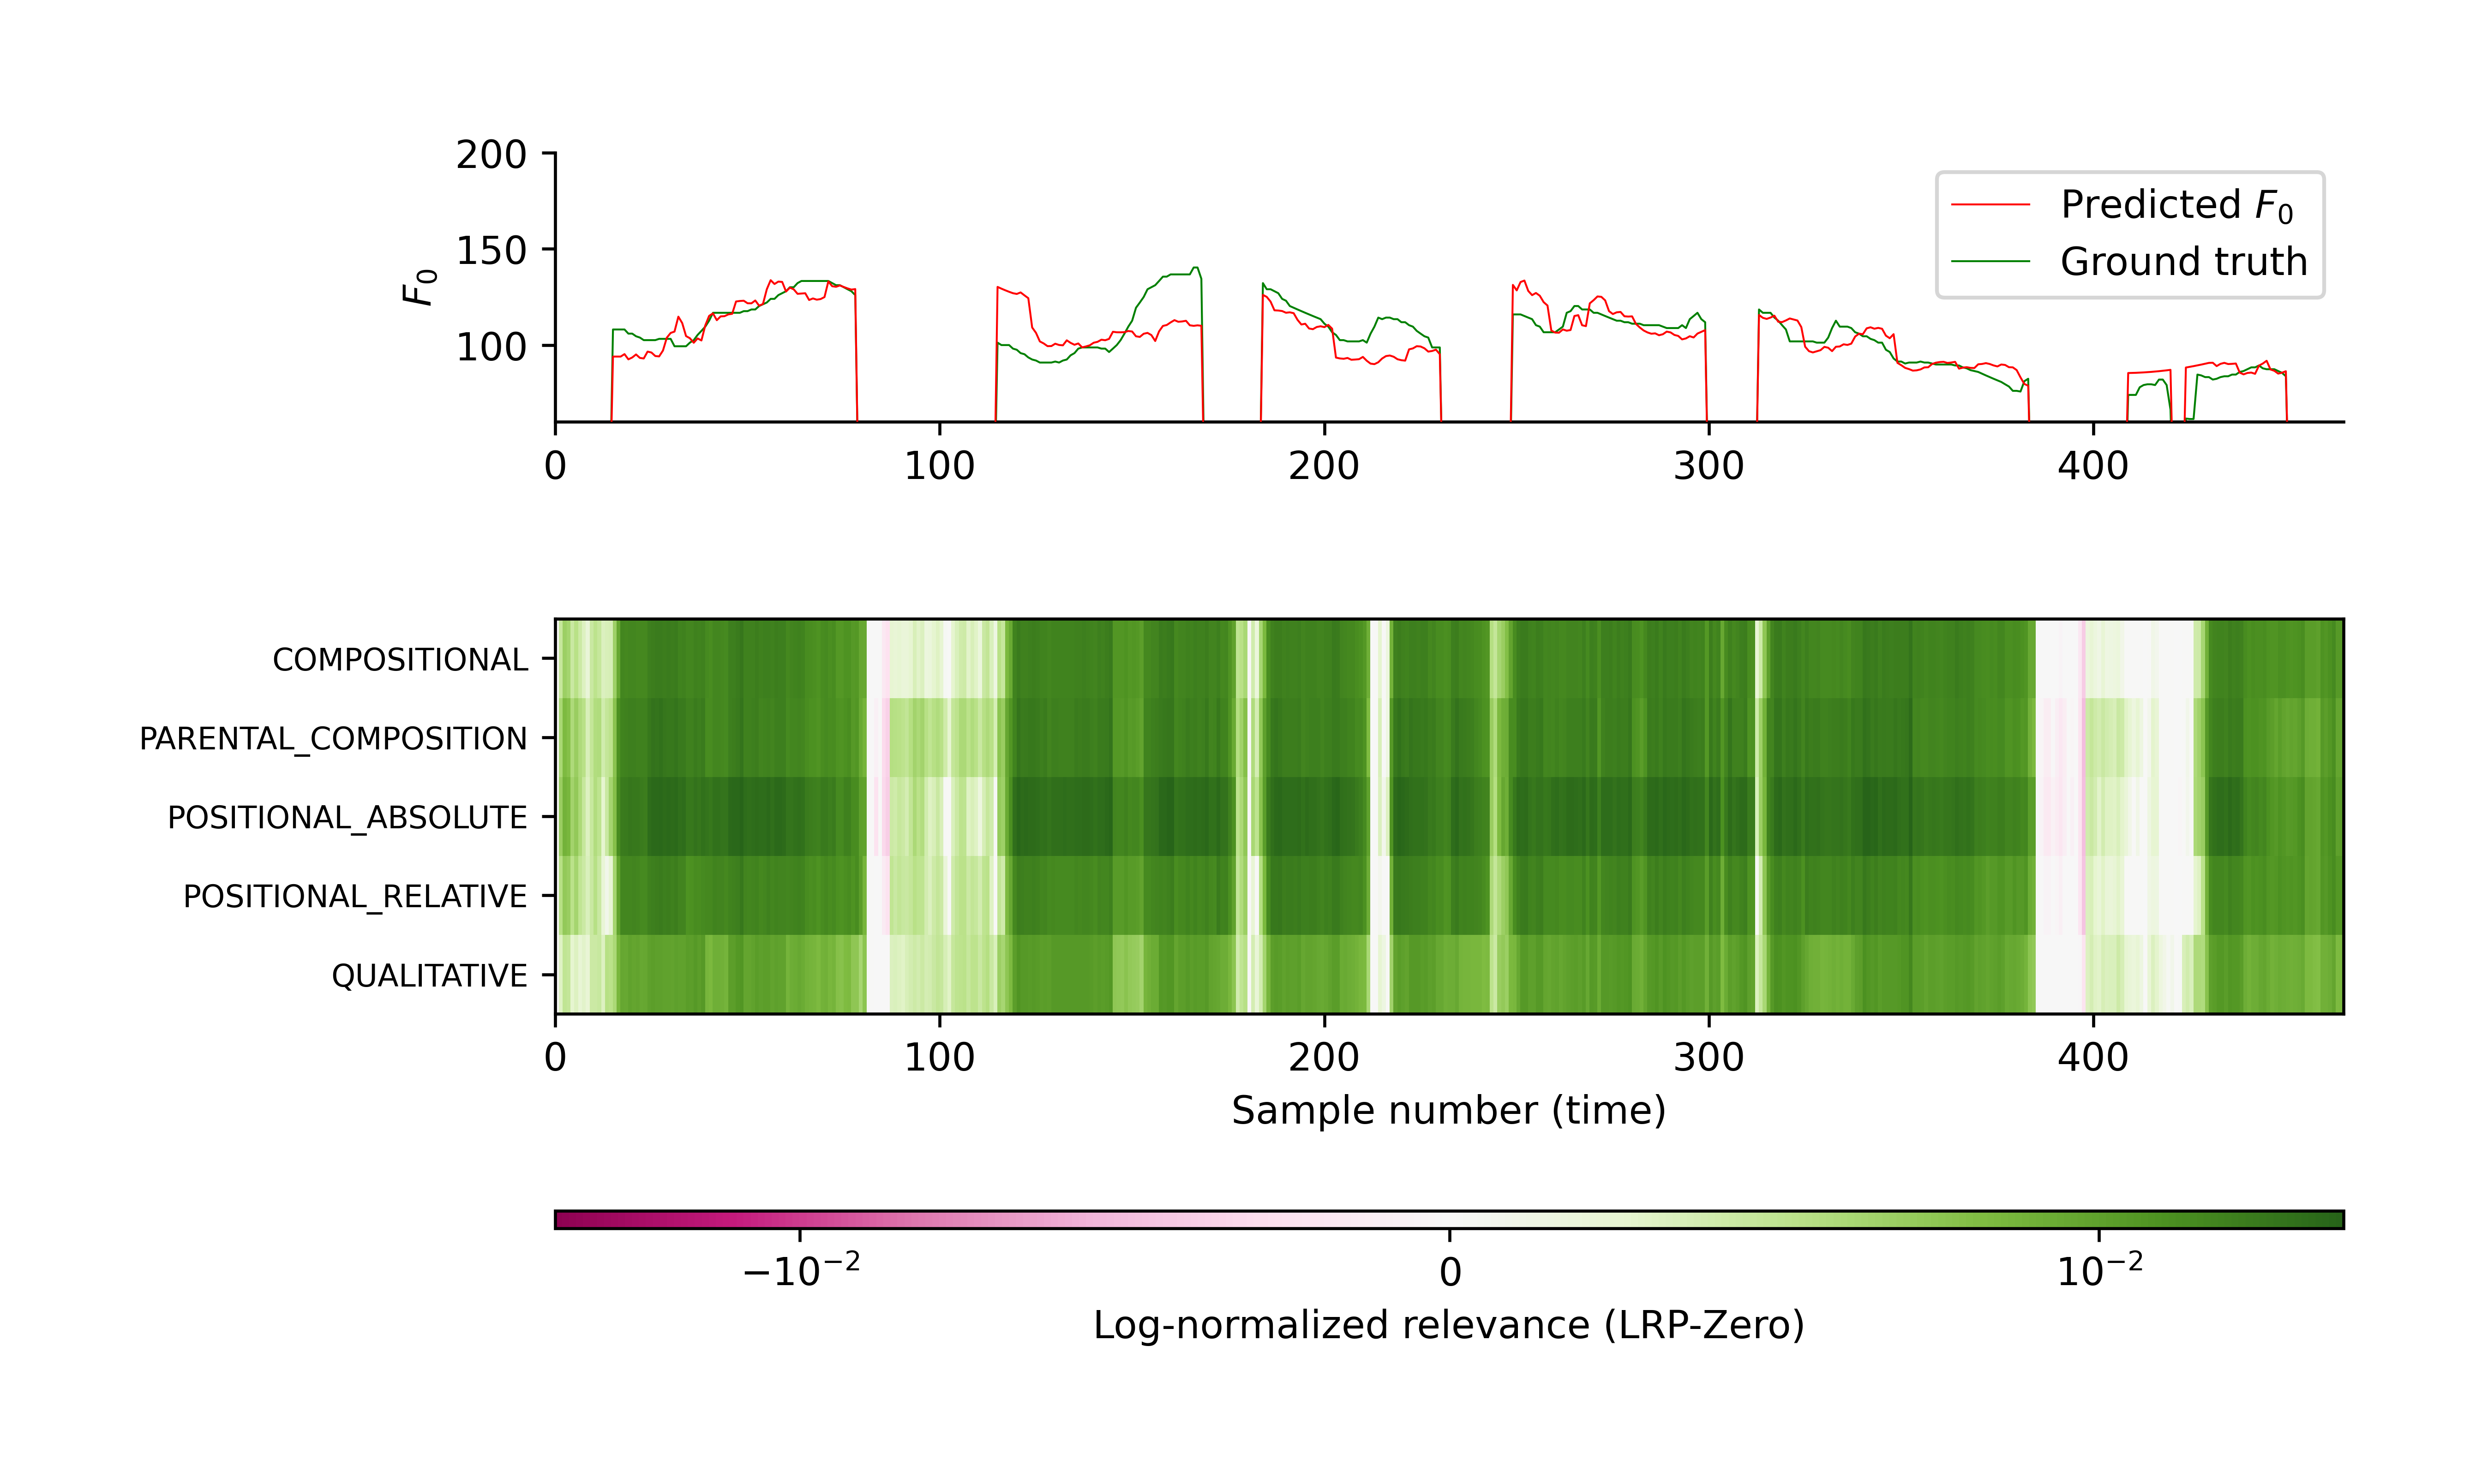 200
150
100
F₀
Predicted F₀
Ground truth
0 100 200 300 400
COMPOSITIONAL
PARENTAL_COMPOSITION
POSITIONAL_ABSOLUTE
POSITIONAL_RELATIVE
QUALITATIVE
0 100 200 300 400
Sample number (time)
−10⁻² 0 10⁻²
Log-normalized relevance (LRP-Zero)